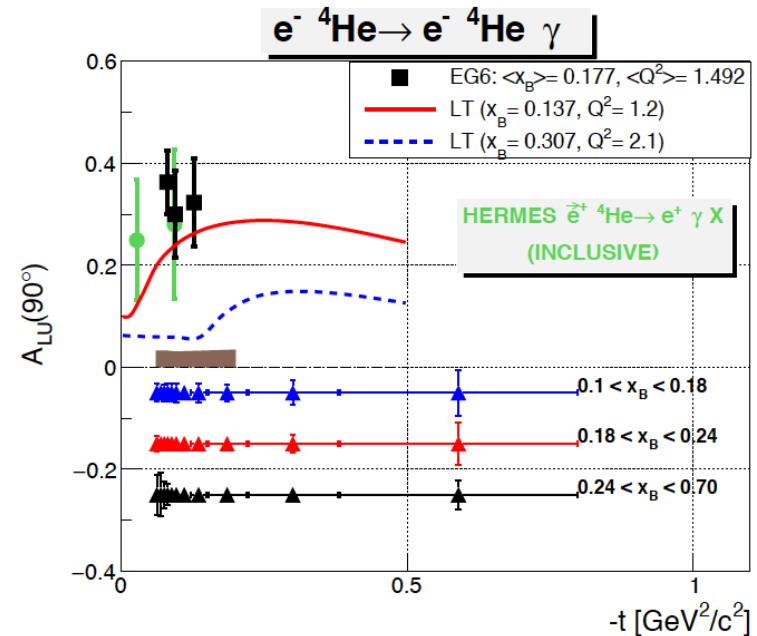 e⁻ ⁴He→ e⁻ ⁴He γ
EG6: <x_B>= 0.177, <Q²>= 1.492
LT (x_B= 0.137, Q²= 1.2)
LT (x_B= 0.307, Q²= 2.1)
HERMES e⃗⁺ ⁴He→ e⁺ γ X
(INCLUSIVE)
A_LU(90°)
0.6
0.4
0.2
0
−0.2
−0.4
0.1 < x_B < 0.18
0.18 < x_B < 0.24
0.24 < x_B < 0.70
0
0.5
1
-t [GeV²/c²]